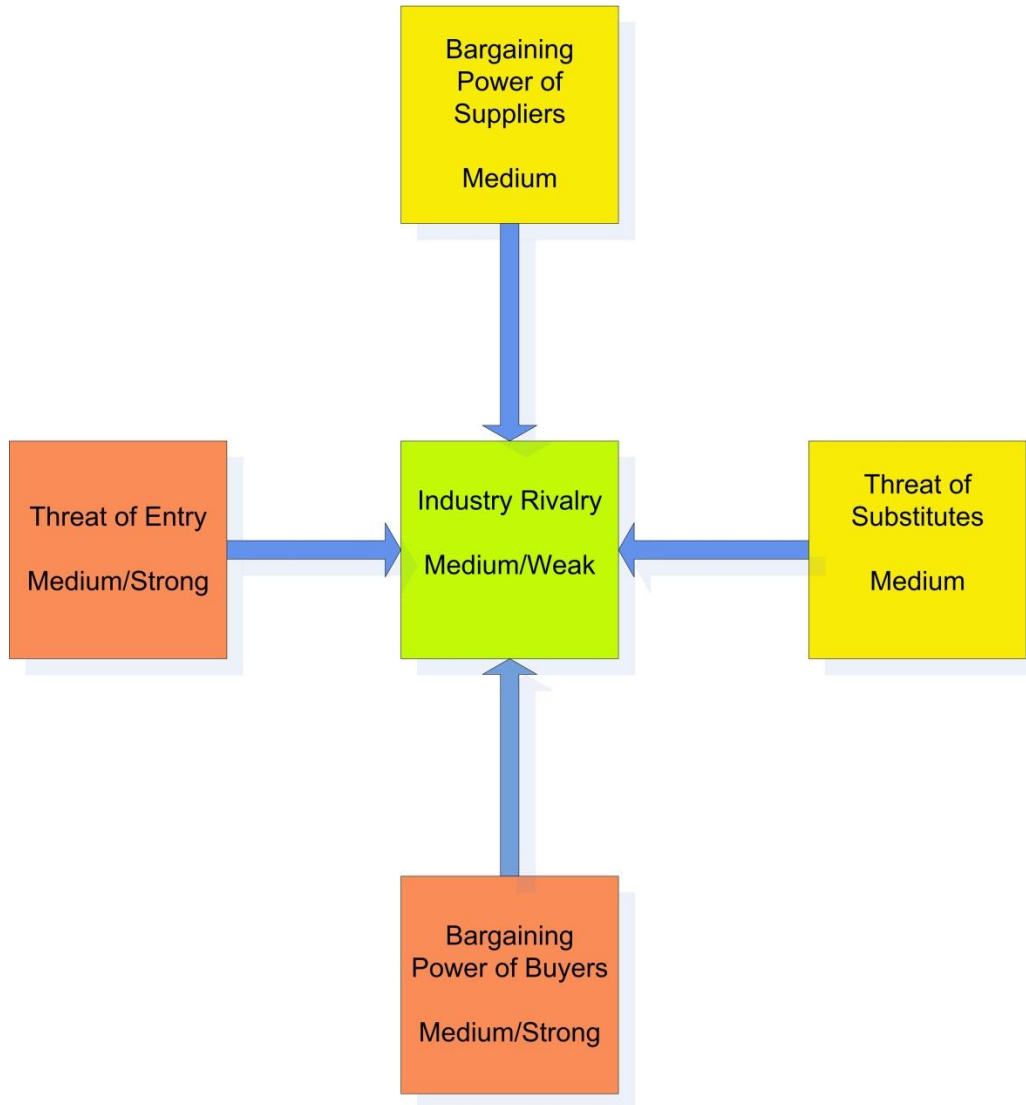 Bargaining
Power of
Suppliers
Medium
Threat of Entry
Medium/Strong
Industry Rivalry
Medium/Weak
Threat of
Substitutes
Medium
Bargaining
Power of Buyers
Medium/Strong